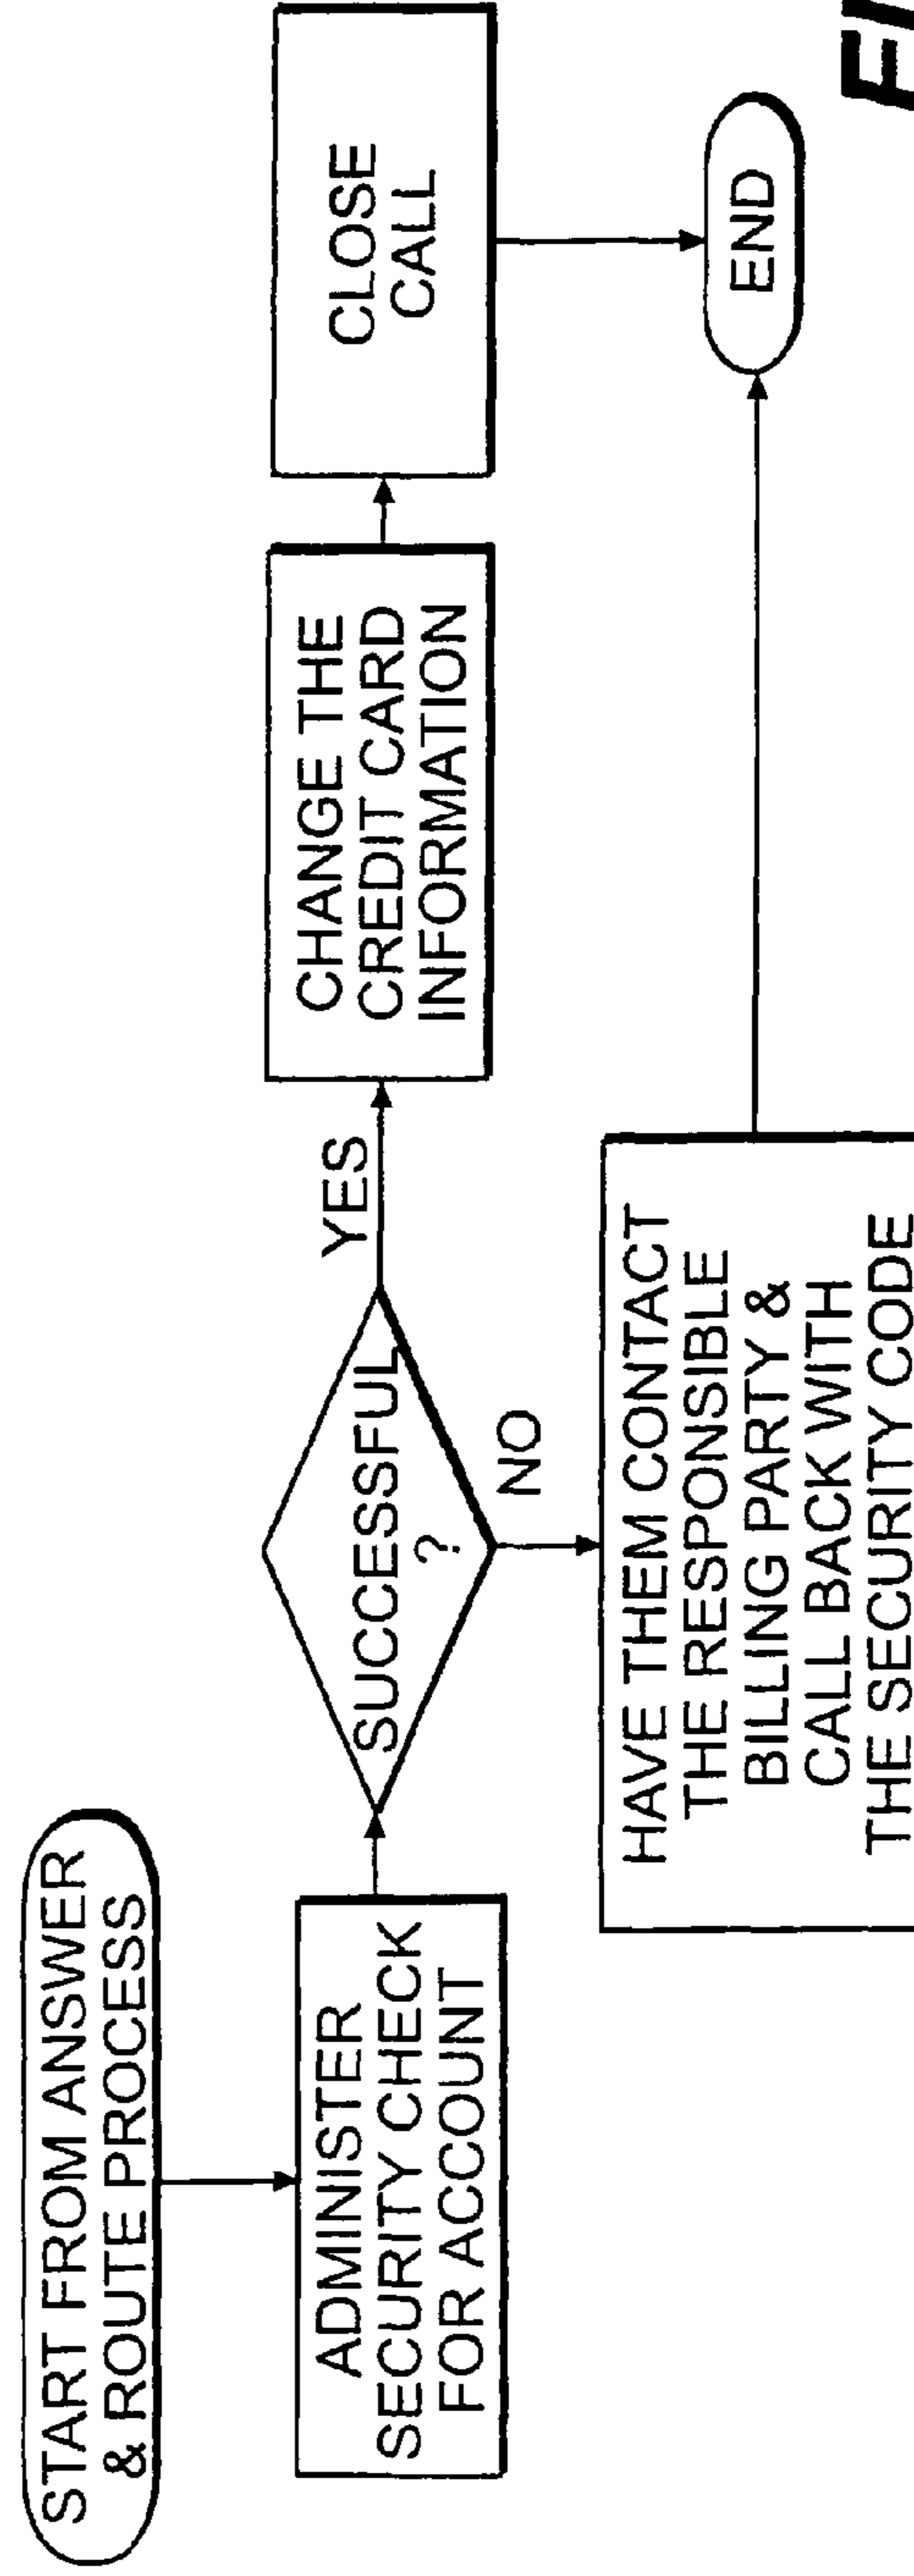 START FROM ANSWER
& ROUTE PROCESS
ADMINISTER
SECURITY CHECK
FOR ACCOUNT
SUCCESSFUL
?
YES
NO
CHANGE THE
CREDIT CARD
INFORMATION
CLOSE
CALL
HAVE THEM CONTACT
THE RESPONSIBLE
BILLING PARTY &
CALL BACK WITH
THE SECURITY CODE
END